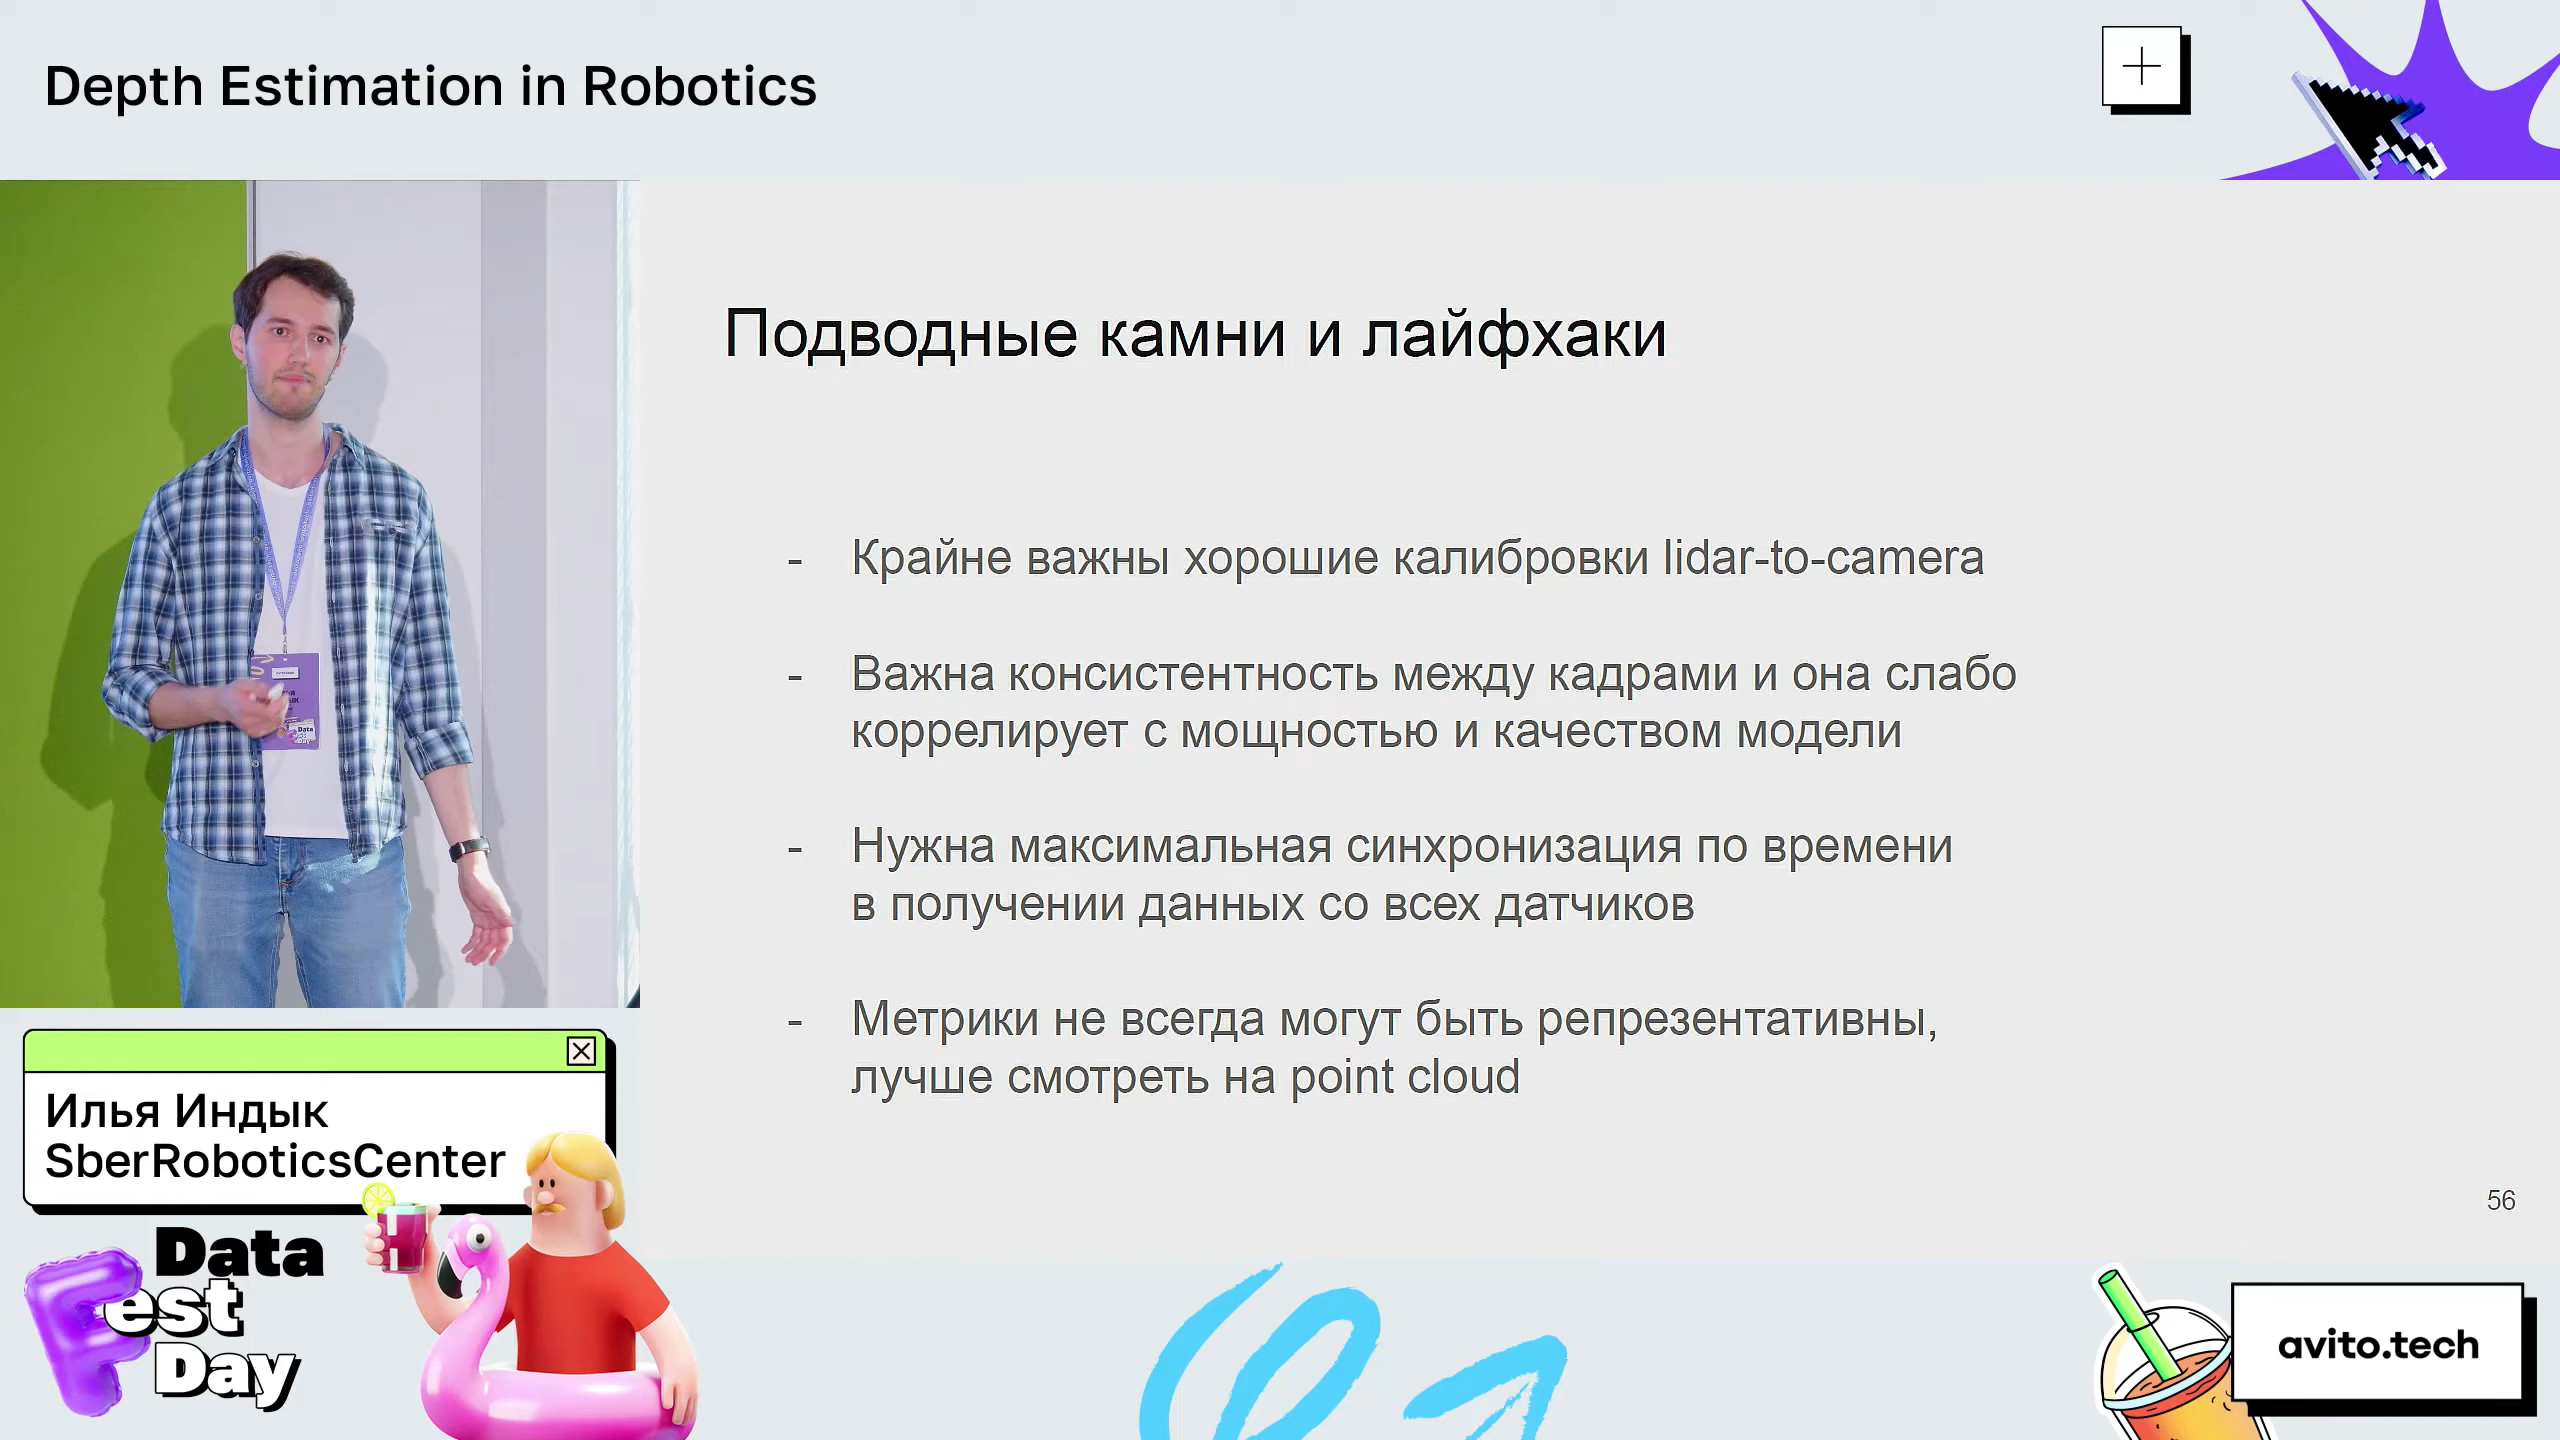 Depth Estimation in Robotics
Подводные камни и лайфхаки
- Крайне важны хорошие калибровки lidar-to-camera
- Важна консистентность между кадрами и она слабо
коррелирует с мощностью и качеством модели
- Нужна максимальная синхронизация по времени
в получении данных со всех датчиков
- Метрики не всегда могут быть репрезентативны,
лучше смотреть на point cloud
56
Илья Индык
SberRoboticsCenter
Data
Fest
Day
avito.tech